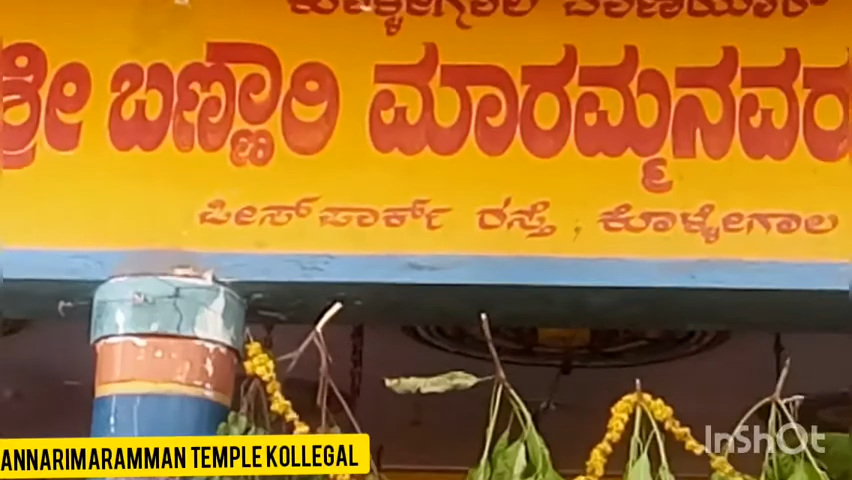 ಕೊಳ್ಳೇಗಾಲ
ಶ್ರೀ ಬಣ್ಣಾರಿ ಮಾರಮ್ಮನವರ
ಪೀಸ್ ಪಾರ್ಕ್ ರಸ್ತೆ, ಕೊಳ್ಳೇಗಾಲ
ANNARIMARAMMAN TEMPLE KOLLEGAL
InShOt